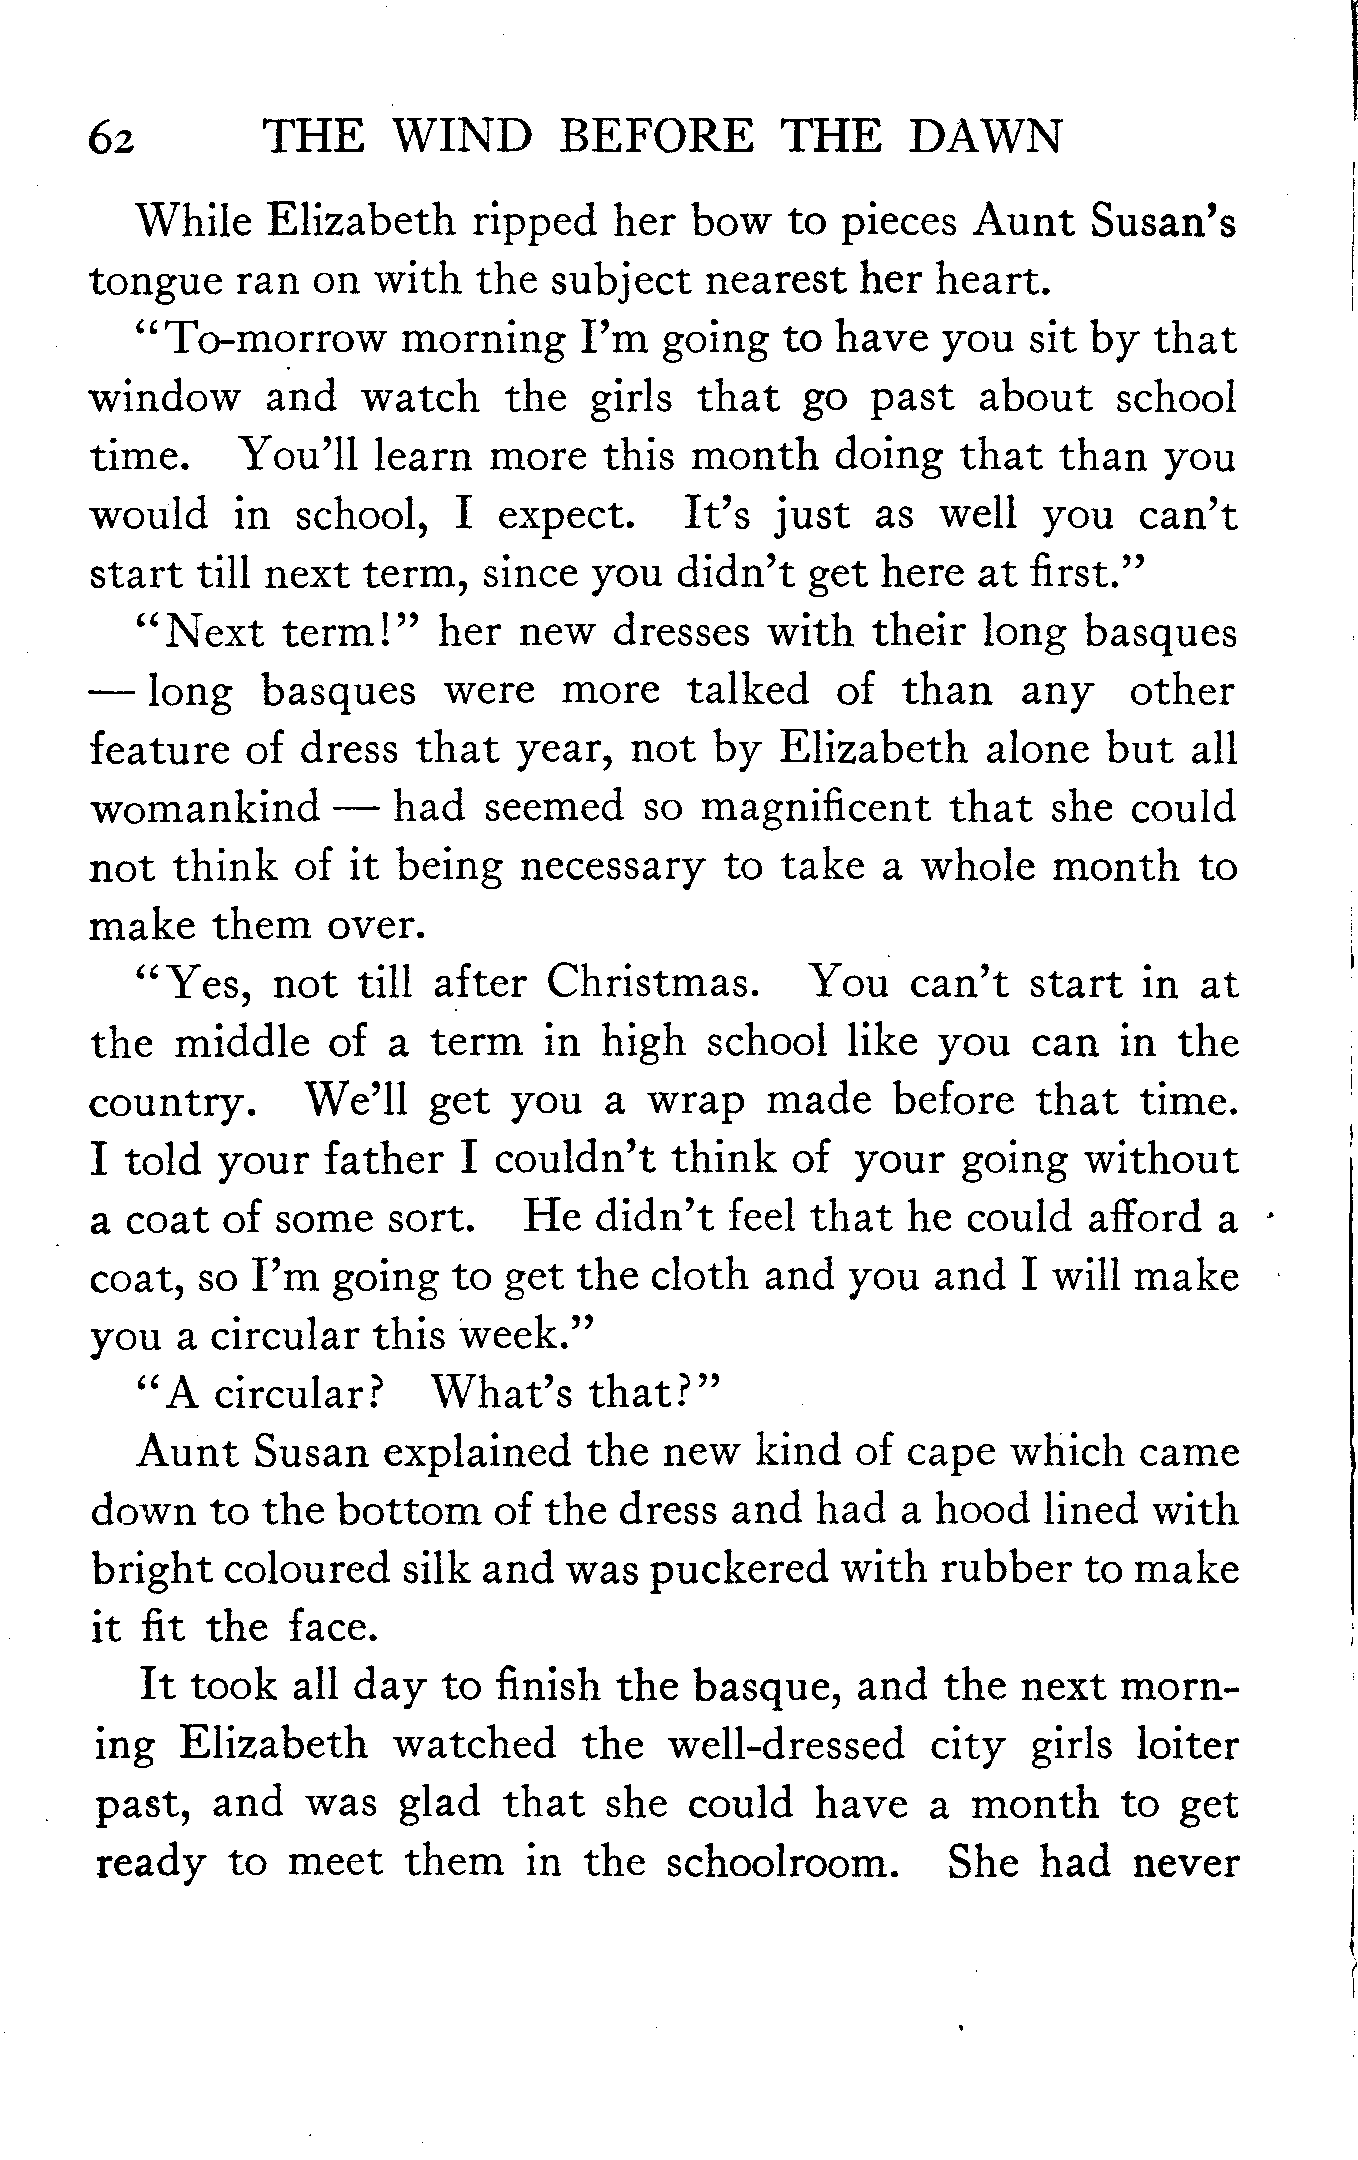 62 THE WIND BEFORE THE DAWN
While Elizabeth ripped her bow to pieces Aunt Susan's
tongue ran on with the subject nearest her heart.
"To-morrow morning I'm going to have you sit by that
window and watch the girls that go past about school
time. You'll learn more this month doing that than you
would in school, I expect. It's just as well you can't
start till next term, since you didn't get here at first."
"Next term!" her new dresses with their long basques
— long basques were more talked of than any other
feature of dress that year, not by Elizabeth alone but all
womankind — had seemed so magnificent that she could
not think of it being necessary to take a whole month to
make them over.
"Yes, not till after Christmas. You can't start in at
the middle of a term in high school like you can in the
country. We'll get you a wrap made before that time.
I told your father I couldn't think of your going without
a coat of some sort. He didn't feel that he could afford a
coat, so I'm going to get the cloth and you and I will make
you a circular this week."
"A circular? What's that?"
Aunt Susan explained the new kind of cape which came
down to the bottom of the dress and had a hood lined with
bright coloured silk and was puckered with rubber to make
it fit the face.
It took all day to finish the basque, and the next morn-
ing Elizabeth watched the well-dressed city girls loiter
past, and was glad that she could have a month to get
ready to meet them in the schoolroom. She had never